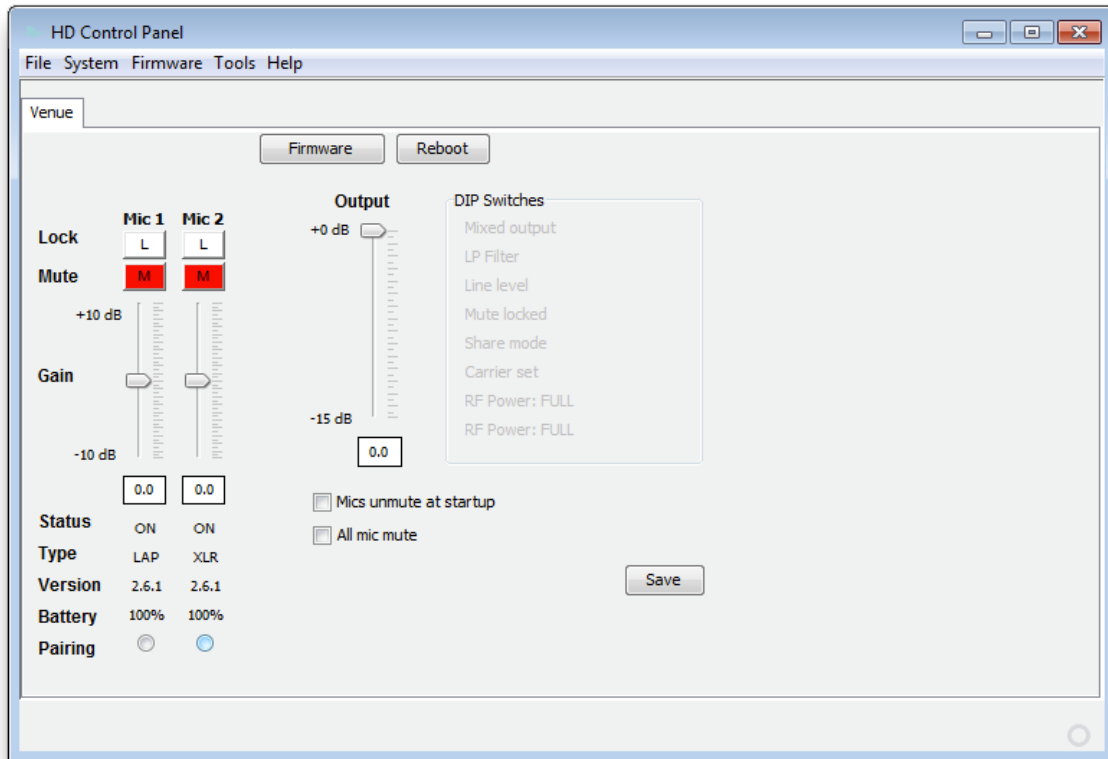 HD Control Panel
File System Firmware Tools Help
Venue
Firmware Reboot
Mic 1 Mic 2
Lock L L
Mute M M
+10 dB
Gain
-10 dB
0.0 0.0
Status ON ON
Type LAP XLR
Version 2.6.1 2.6.1
Battery 100% 100%
Pairing
Output
+0 dB
-15 dB
0.0
DIP Switches
Mixed output
LP Filter
Line level
Mute locked
Share mode
Carrier set
RF Power: FULL
RF Power: FULL
Mics unmute at startup
All mic mute
Save